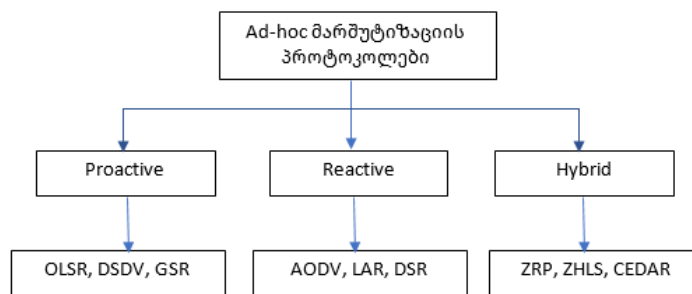 Ad-hoc მარშუტიზაციის
პროტოკოლები
Proactive
Reactive
Hybrid
OLSR, DSDV, GSR
AODV, LAR, DSR
ZRP, ZHLS, CEDAR